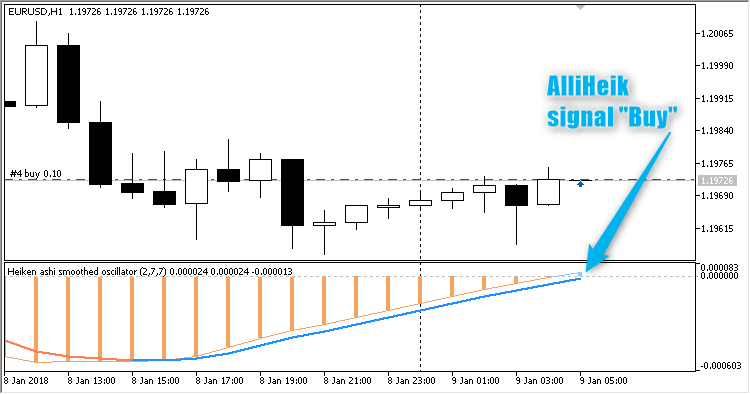 EURUSD,H1 1.19726 1.19726 1.19726 1.19726
1.20065
1.19990
AlliHeik
signal "Buy"
1.19915
1.19840
1.19765
#4 buy 0.10
1.19726
1.19690
1.19615
Heiken ashi smoothed oscillator (2,7,7) 0.000024 0.000024 -0.000013
0.000083
0.000000
-0.000603
8 Jan 2018 8 Jan 13:00 8 Jan 15:00 8 Jan 17:00 8 Jan 19:00 8 Jan 21:00 8 Jan 23:00 9 Jan 01:00 9 Jan 03:00 9 Jan 05:00